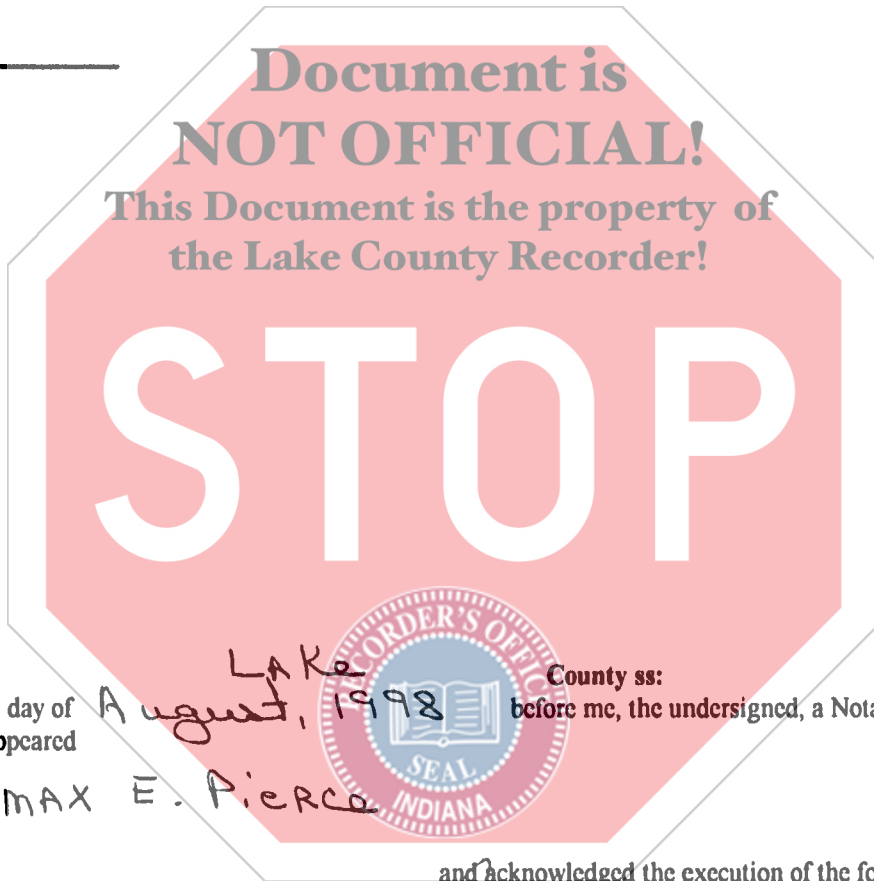 Document is
NOT OFFICIAL!
This Document is the property of
the Lake County Recorder!
STOP
RECORDER'S OFFICE
LAKe County ss:
day of August, 1998 before me, the undersigned, a Nota
ppeared
SEAL
MAX E. PieRce
INDIANA
and acknowledged the execution of the fo